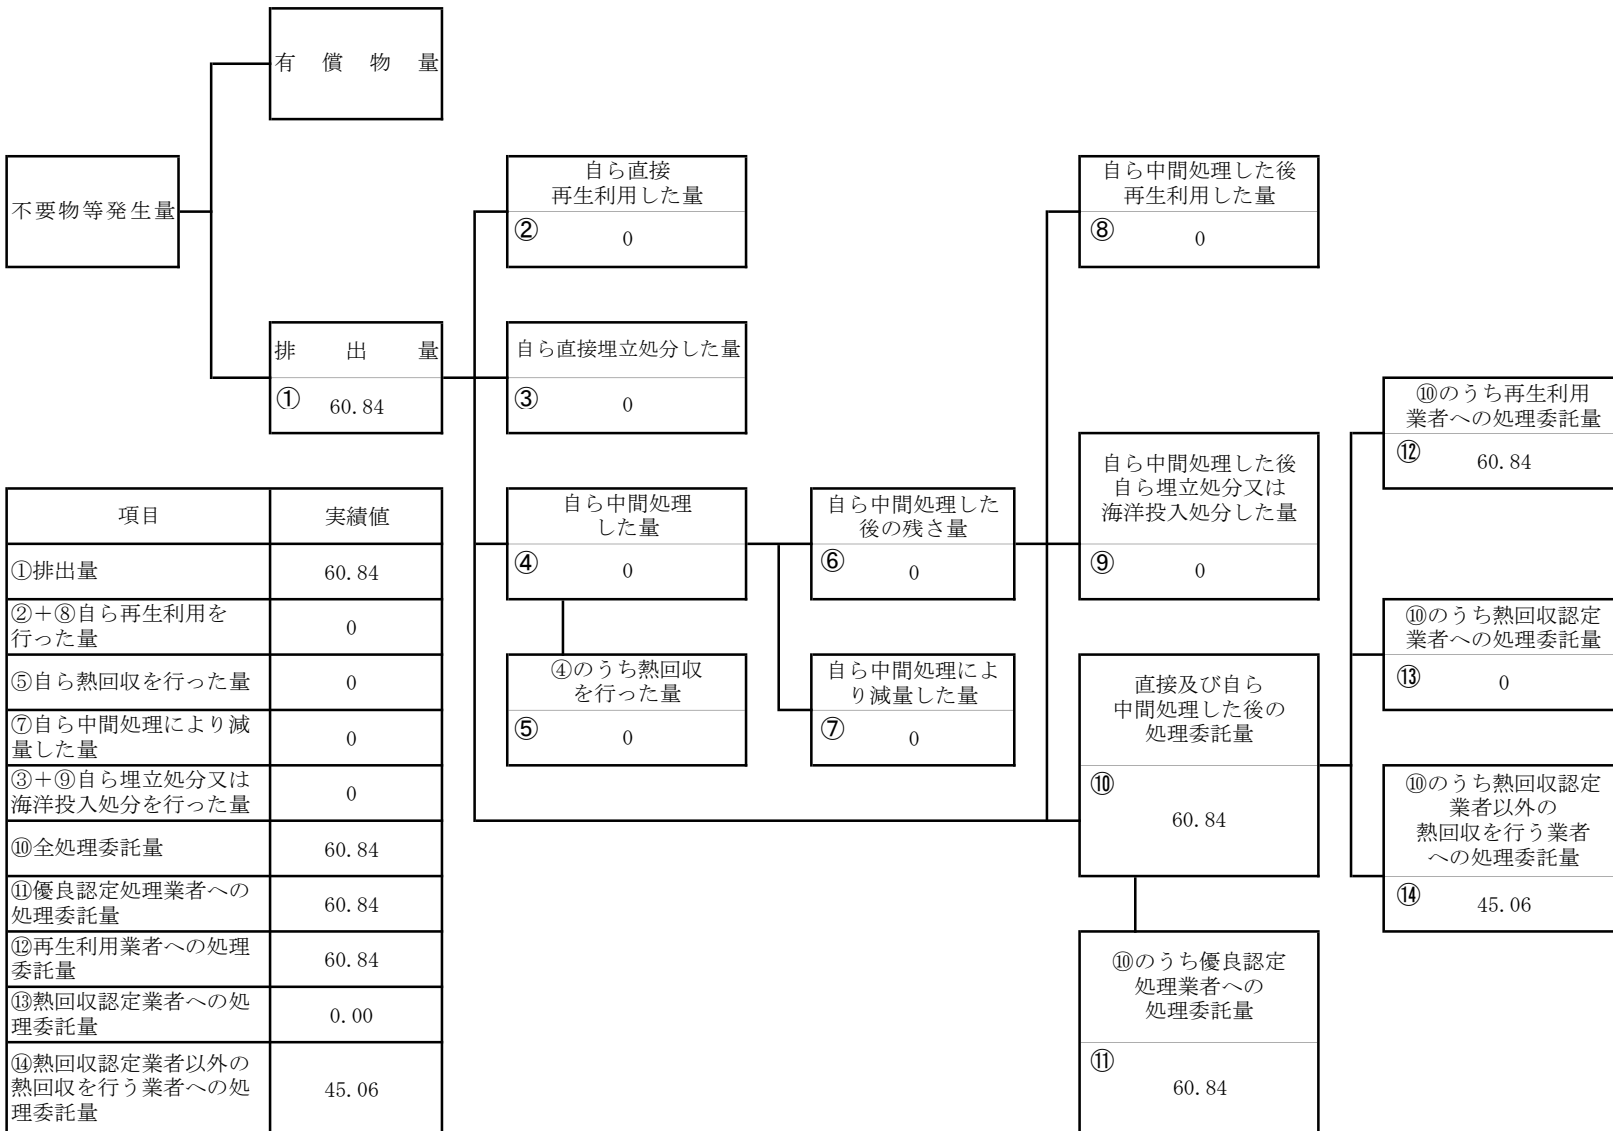 有償物量
不要物等発生量
排出量
① 60.84
自ら直接
再生利用した量
② 0
自ら直接埋立処分した量
③ 0
自ら中間処理
した量
④ 0
④のうち熱回収
を行った量
⑤ 0
自ら中間処理した
後の残さ量
⑥ 0
自ら中間処理によ
り減量した量
⑦ 0
自ら中間処理した後
再生利用した量
⑧ 0
自ら中間処理した後
自ら埋立処分又は
海洋投入処分した量
⑨ 0
直接及び自ら
中間処理した後の
処理委託量
⑩
60.84
⑩のうち優良認定
処理業者への
処理委託量
⑪
60.84
⑩のうち再生利用
業者への処理委託量
⑫ 60.84
⑩のうち熱回収認定
業者への処理委託量
⑬ 0
⑩のうち熱回収認定
業者以外の
熱回収を行う業者
への処理委託量
⑭ 45.06
項目 実績値
①排出量 60.84
②＋⑧自ら再生利用を
行った量 0
⑤自ら熱回収を行った量 0
⑦自ら中間処理により減
量した量 0
③＋⑨自ら埋立処分又は
海洋投入処分を行った量 0
⑩全処理委託量 60.84
⑪優良認定処理業者への
処理委託量 60.84
⑫再生利用業者への処理
委託量 60.84
⑬熱回収認定業者への処
理委託量 0.00
⑭熱回収認定業者以外の
熱回収を行う業者への処
理委託量 45.06